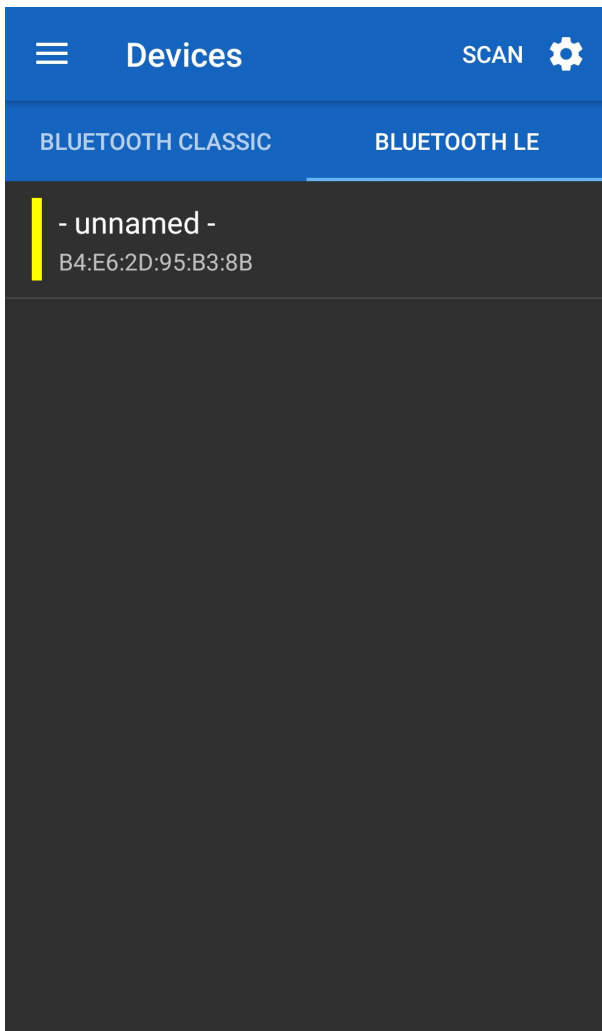 Devices SCAN
BLUETOOTH CLASSIC BLUETOOTH LE
- unnamed -
B4:E6:2D:95:B3:8B